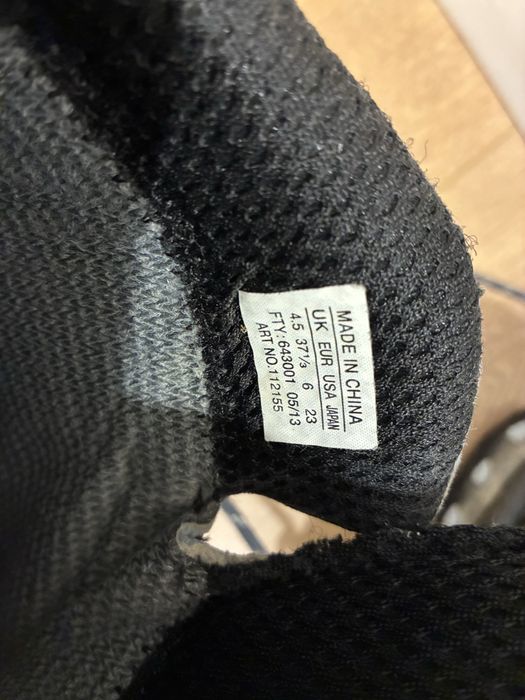 MADE IN CHINA
UK EUR USA JAPAN
4.5 37⅓ 6 23
FTY:643001 05/13
ART NO.112155